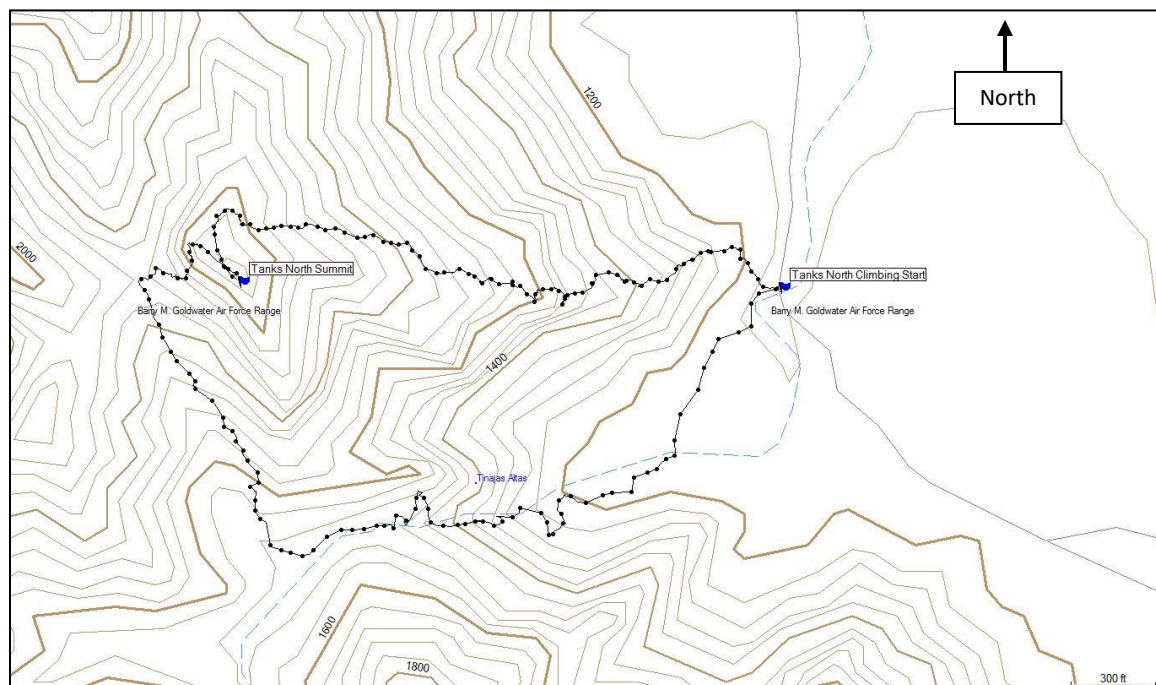 North
1200
2000
Tanks North Summit
Tanks North Climbing Start
Barry M. Goldwater Air Force Range
Barry M. Goldwater Air Force Range
1400
Tinajas Altas
1600
1800
300 ft